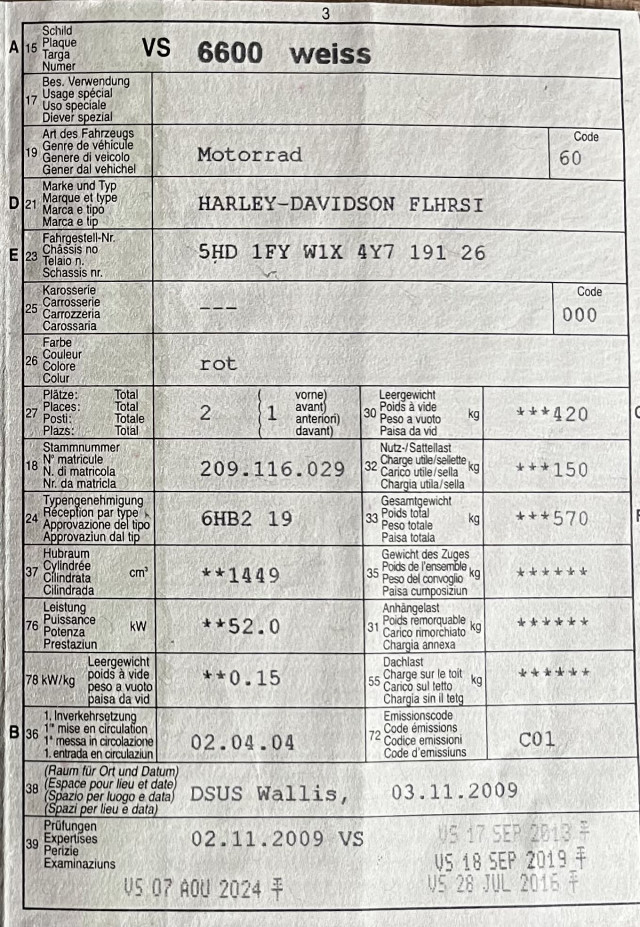 3
A 15 Schild
Plaque
Targa
Numer
VS 6600 weiss
17 Bes. Verwendung
Usage spécial
Uso speciale
Diever spezial
19 Art des Fahrzeugs
Genre de véhicule
Genere di veicolo
Gener dal vehichel
Motorrad
Code
60
D 21 Marke und Typ
Marque et type
Marca e tipo
Marca e tip
HARLEY-DAVIDSON FLHRSI
E 23 Fahrgestell-Nr.
Châssis no
Telaio n.
Schassis nr.
5HD 1FY W1X 4Y7 191 26
25 Karosserie
Carrosserie
Carrozzeria
Carossaria
---
Code
000
26 Farbe
Couleur
Colore
Colur
rot
27 Plätze: Total
Places: Total
Posti: Totale
Plazs: Total
2 ( 1 vorne)
avant)
anteriori)
davant)
30 Leergewicht
Poids à vide
Peso a vuoto
Paisa da vid
kg
***420
18 Stammnummer
N° matricule
N. di matricola
Nr. da matricla
209.116.029
32 Nutz-/Sattellast
Charge utile/sellette
Carico utile/sella
Chargia utila/sella
kg
***150
24 Typengenehmigung
Réception par type
Approvazione del tipo
Approvaziun dal tip
6HB2 19
33 Gesamtgewicht
Poids total
Peso totale
Paisa totala
kg
***570
37 Hubraum
Cylindrée
Cilindrata
Cilindrada
cm³
**1449
35 Gewicht des Zuges
Poids de l'ensemble
Peso del convoglio
Paisa cumposiziun
kg
******
76 Leistung
Puissance
Potenza
Prestaziun
kW
**52.0
31 Anhängelast
Poids remorquable
Carico rimorchiato
Chargia annexa
kg
******
78 kW/kg Leergewicht
poids à vide
peso a vuoto
paisa da vid
**0.15
55 Dachlast
Charge sur le toit
Carico sul tetto
Chargia sin il tetg
kg
******
B 36 1. Inverkehrsetzung
1re mise en circulation
1a messa in circolazione
1. entrada en circulaziun
02.04.04
72 Emissionscode
Code émissions
Codice emissioni
Code d'emissiuns
C01
38 (Raum für Ort und Datum)
(Espace pour lieu et date)
(Spazio per luogo e data)
(Spazi per lieu e data)
DSUS Wallis, 03.11.2009
39 Prüfungen
Expertises
Perizie
Examinaziuns
02.11.2009 VS
VS 17 SEP 2013
VS 18 SEP 2019
VS 07 AOU 2024
VS 28 JUL 2016